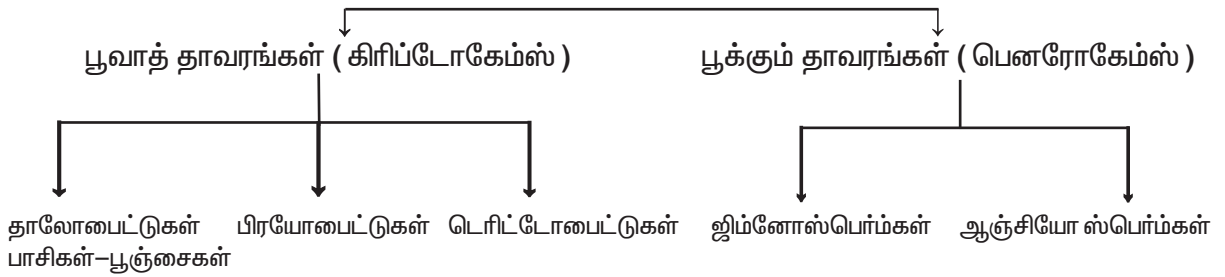 பூவாத் தாவரங்கள் ( கிரிப்டோகேம்ஸ் ) பூக்கும் தாவரங்கள் ( பெனரோகேம்ஸ் )
தாலோபைட்டுகள் பிரயோபைட்டுகள் டெரிட்டோபைட்டுகள் ஜிம்னோஸ்பெர்ம்கள் ஆஞ்சியோ ஸ்பெர்ம்கள்
பாசிகள்–பூஞ்சைகள்